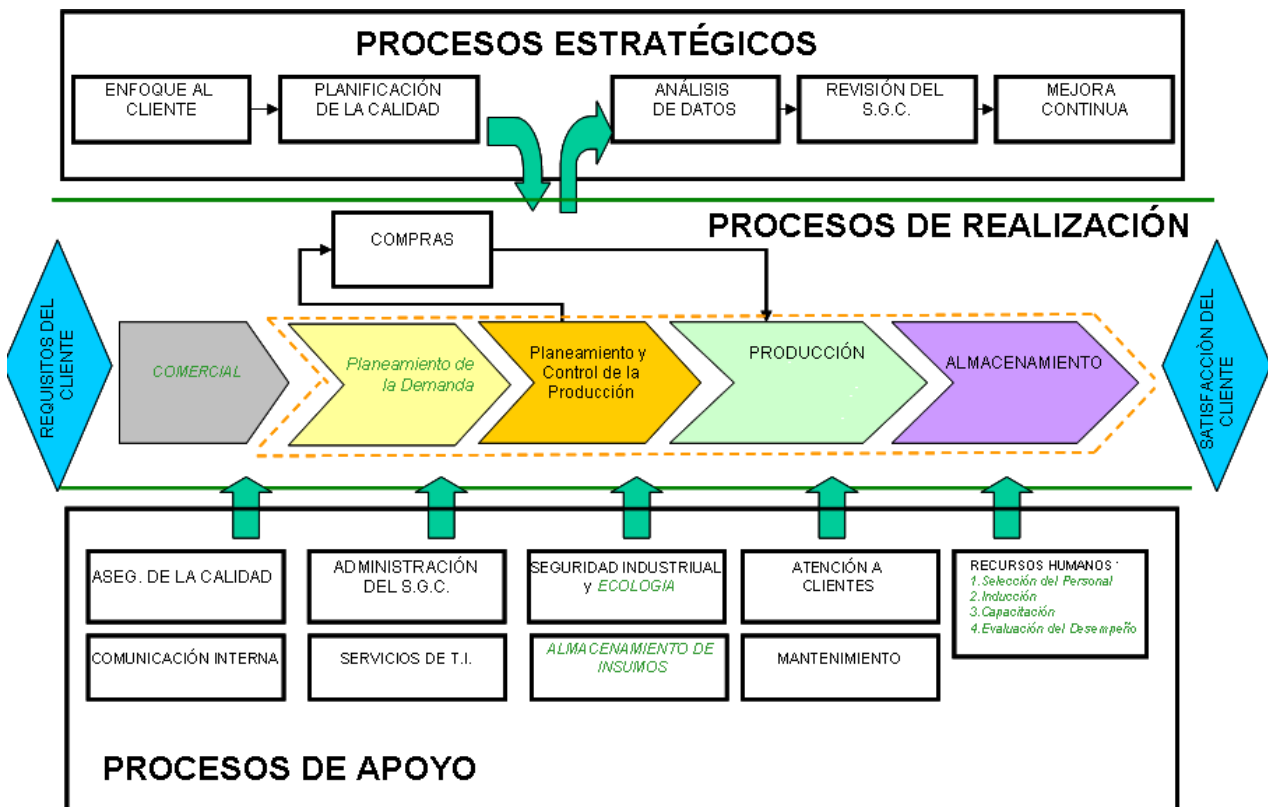 PROCESOS ESTRATÉGICOS
ENFOQUE AL
CLIENTE
PLANIFICACIÓN
DE LA CALIDAD
ANÁLISIS
DE DATOS
REVISIÓN DEL
S.G.C.
MEJORA
CONTINUA
PROCESOS DE REALIZACIÓN
COMPRAS
REQUISITOS DEL
CLIENTE
COMERCIAL
Planeamiento de
la Demanda
Planeamiento y
Control de la
Producción
PRODUCCIÓN
ALMACENAMIENTO
SATISFACCIÒN DEL
CLIENTE
ASEG. DE LA CALIDAD
ADMINISTRACIÓN
DEL S.G.C.
SEGURIDAD INDUSTRIUAL
y ECOLOGIA
ATENCIÓN A
CLIENTES
RECURSOS HUMANOS :
1.Selección del Personal
2.Inducción
3.Capacitación
4.Evaluación del Desempeño
COMUNICACIÓN INTERNA
SERVICIOS DE T.I.
ALMACENAMIENTO DE
INSUMOS
MANTENIMIENTO
PROCESOS DE APOYO